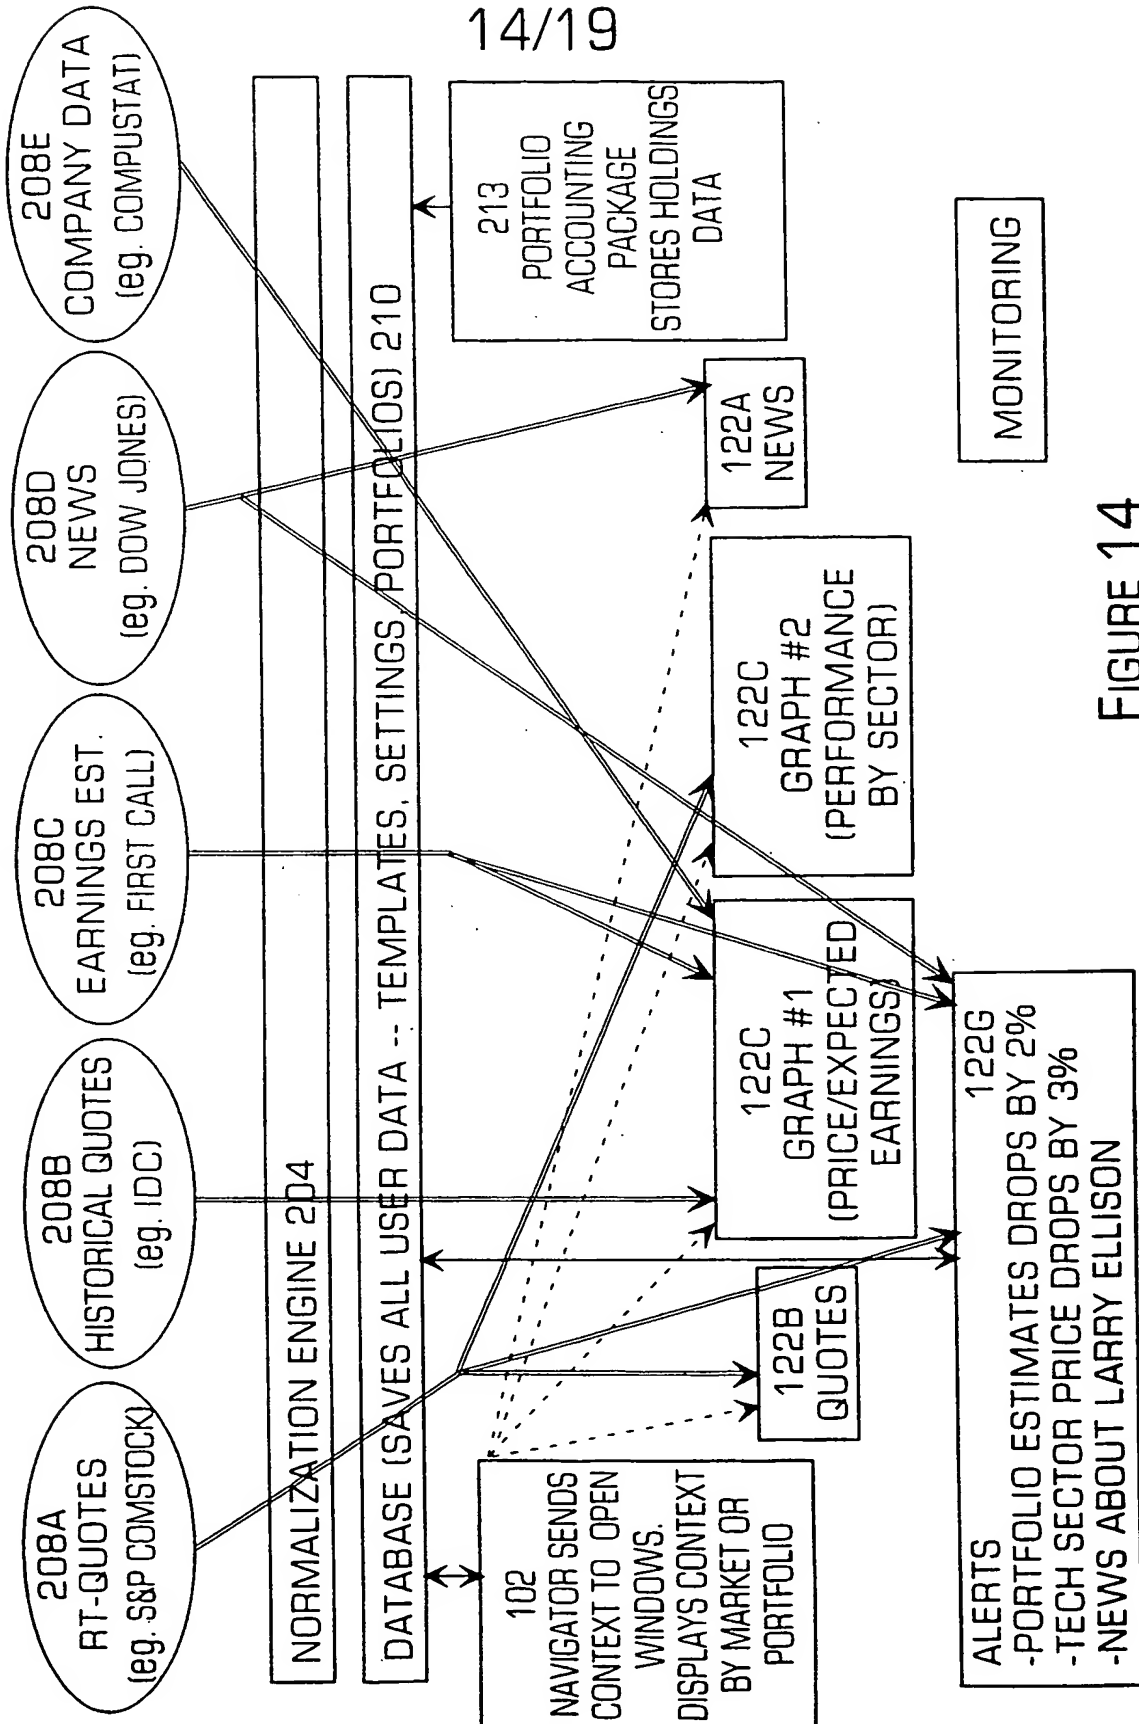 14/19
208A
RT-QUOTES
(eg. S&P COMSTOCK)
208B
HISTORICAL QUOTES
(eg. IDC)
208C
EARNINGS EST.
(eg. FIRST CALL)
208D
NEWS
(eg. DOW JONES)
208E
COMPANY DATA
(eg. COMPUSTAT)
NORMALIZATION ENGINE 204
DATABASE (SAVES ALL USER DATA -- TEMPLATES, SETTINGS, PORTFOLIOS) 210
102
NAVIGATOR SENDS
CONTEXT TO OPEN
WINDOWS.
DISPLAYS CONTEXT
BY MARKET OR
PORTFOLIO
122B
QUOTES
122C
GRAPH #1
(PRICE/EXPECTED
EARNINGS)
122C
GRAPH #2
(PERFORMANCE
BY SECTOR)
122A
NEWS
213
PORTFOLIO
ACCOUNTING
PACKAGE
STORES HOLDINGS
DATA
ALERTS 122G
-PORTFOLIO ESTIMATES DROPS BY 2%
-TECH SECTOR PRICE DROPS BY 3%
-NEWS ABOUT LARRY ELLISON
MONITORING
FIGURE 14